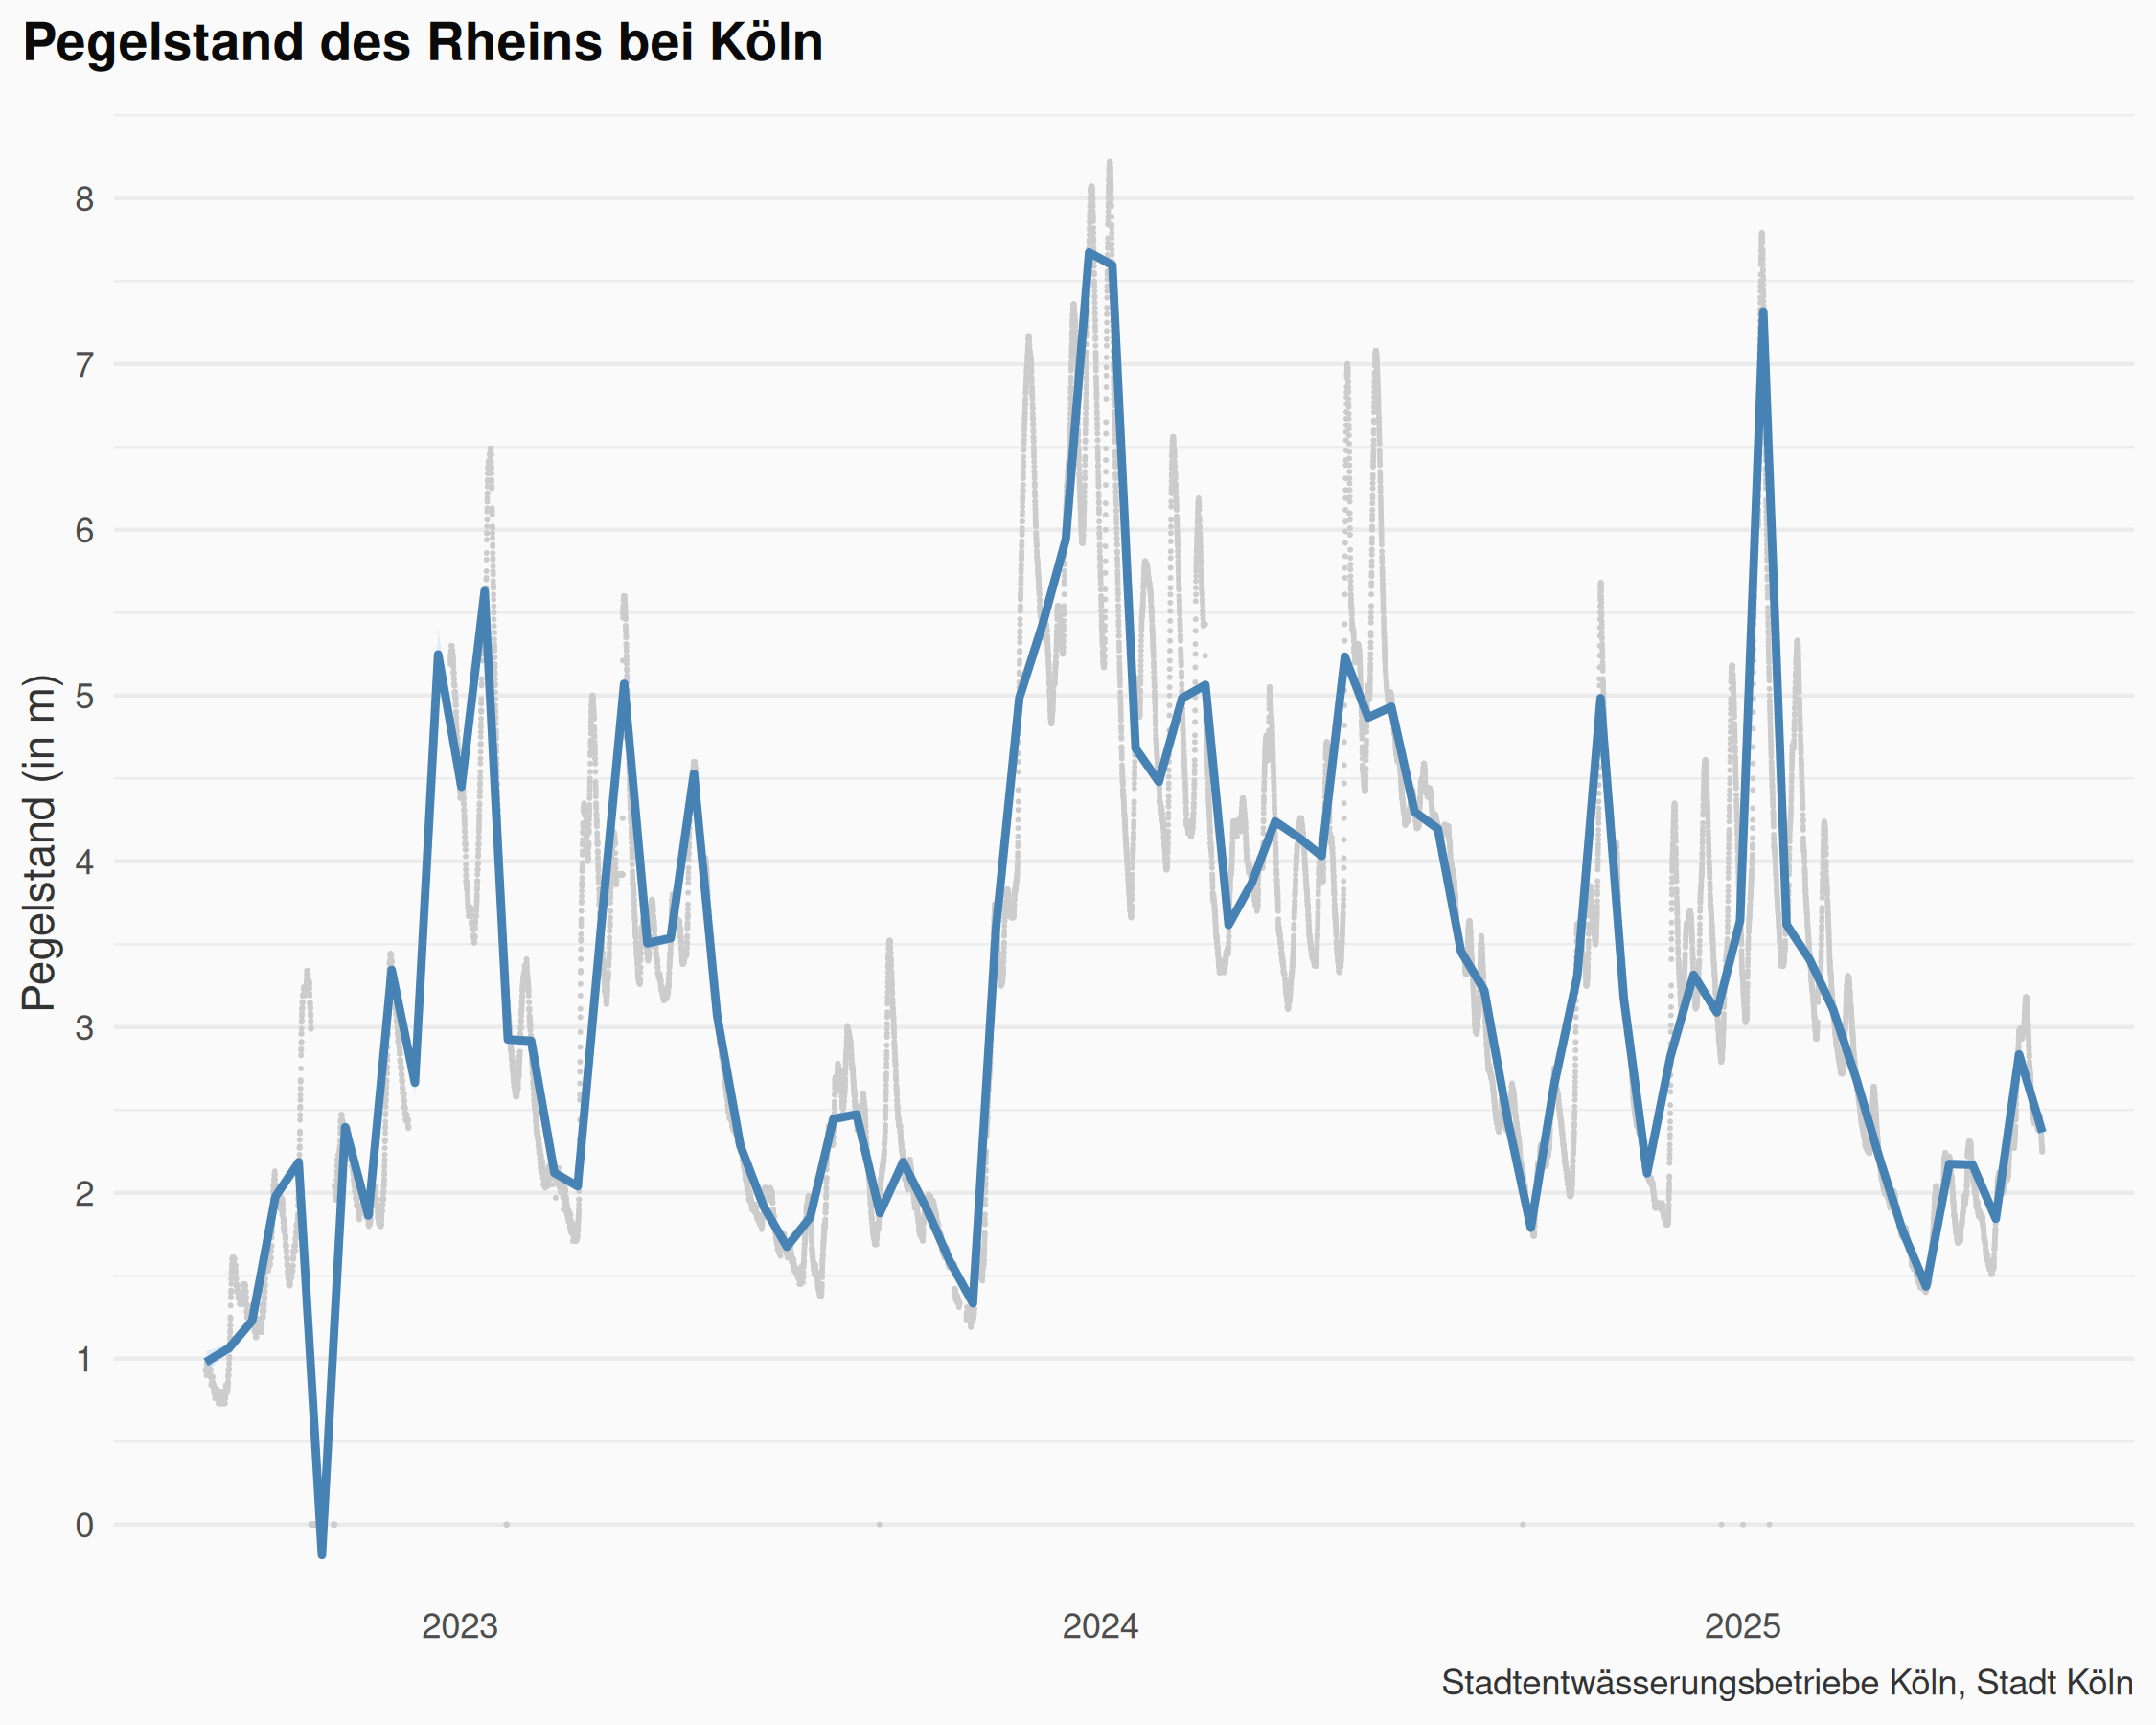 Pegelstand des Rheins bei Köln
Pegelstand (in m)
8
7
6
5
4
3
2
1
0
2023 2024 2025
Stadtentwässerungsbetriebe Köln, Stadt Köln